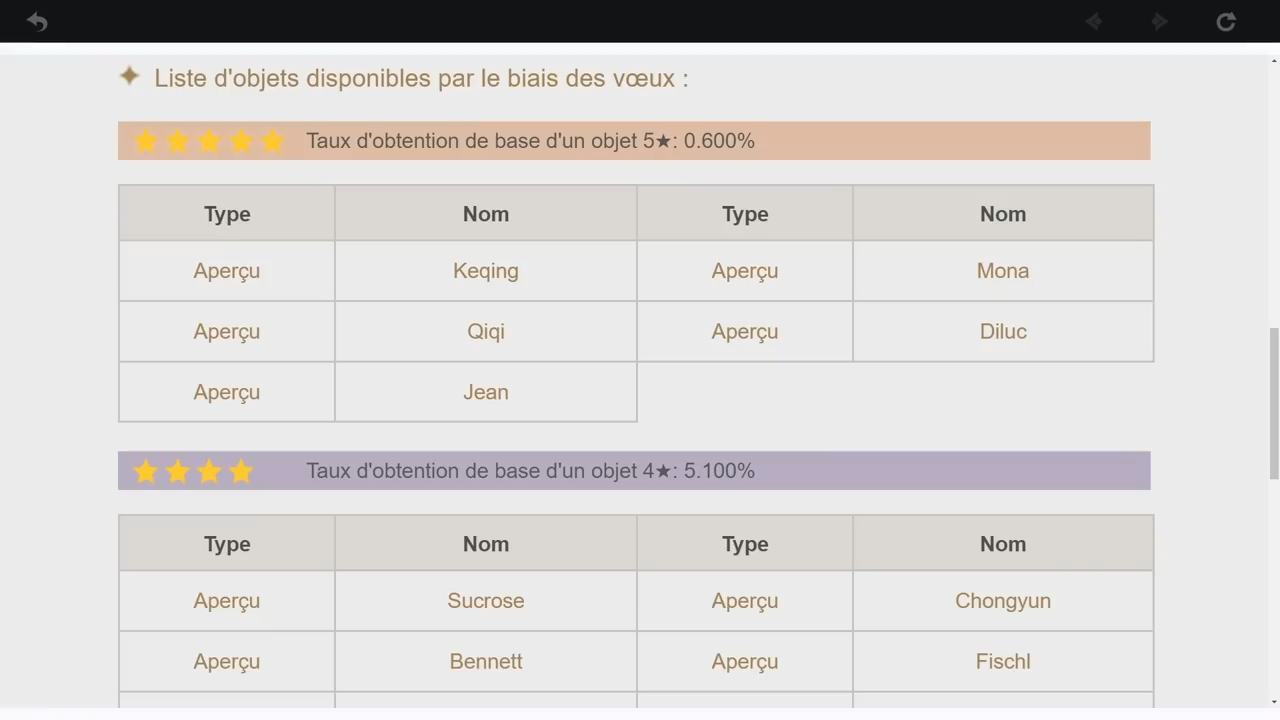 Liste d'objets disponibles par le biais des vœux :
Taux d'obtention de base d'un objet 5★: 0.600%
Type Nom Type Nom
Aperçu Keqing Aperçu Mona
Aperçu Qiqi Aperçu Diluc
Aperçu Jean
Taux d'obtention de base d'un objet 4★: 5.100%
Type Nom Type Nom
Aperçu Sucrose Aperçu Chongyun
Aperçu Bennett Aperçu Fischl